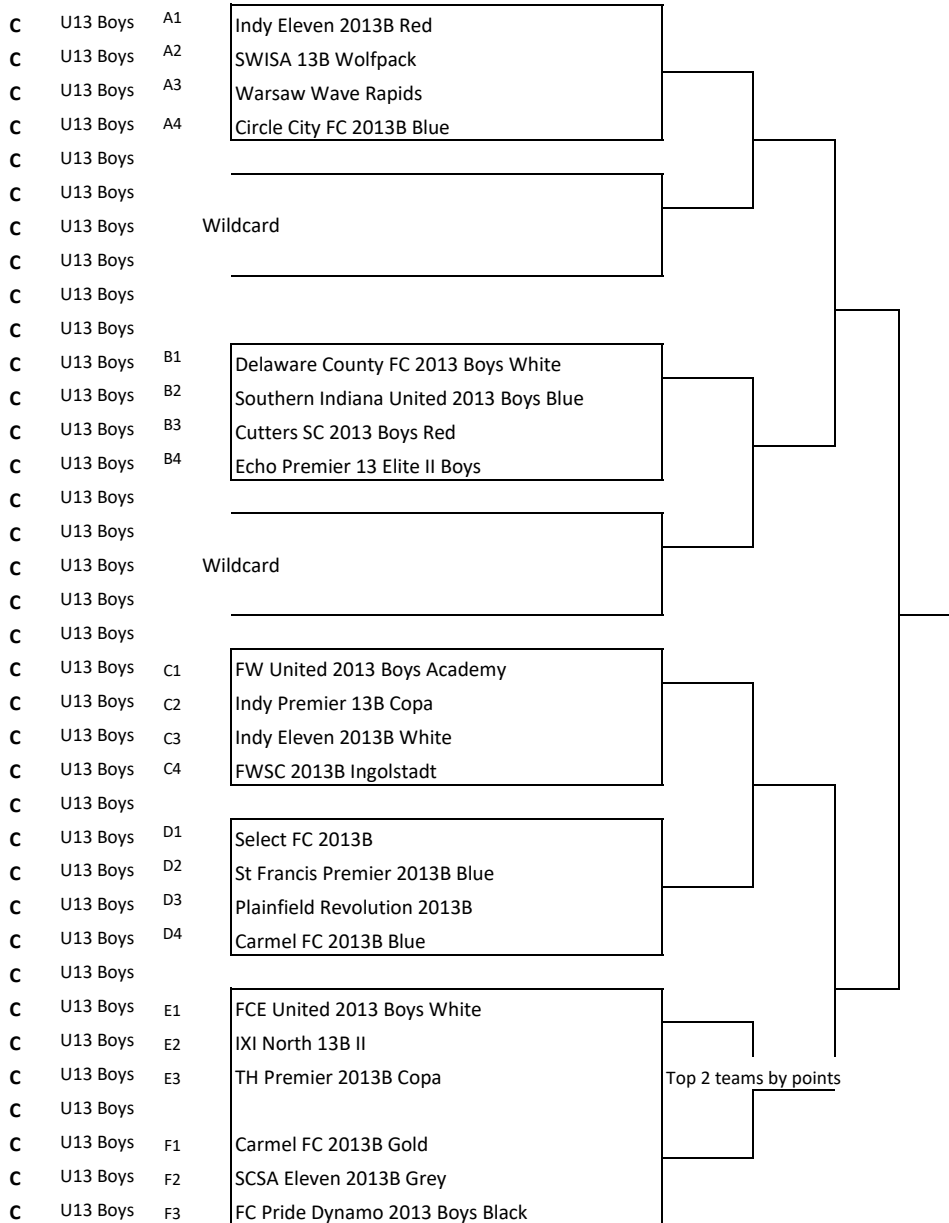 C U13 Boys A1 Indy Eleven 2013B Red
C U13 Boys A2 SWISA 13B Wolfpack
C U13 Boys A3 Warsaw Wave Rapids
C U13 Boys A4 Circle City FC 2013B Blue
C U13 Boys
C U13 Boys
C U13 Boys Wildcard
C U13 Boys
C U13 Boys
C U13 Boys
C U13 Boys B1 Delaware County FC 2013 Boys White
C U13 Boys B2 Southern Indiana United 2013 Boys Blue
C U13 Boys B3 Cutters SC 2013 Boys Red
C U13 Boys B4 Echo Premier 13 Elite II Boys
C U13 Boys
C U13 Boys
C U13 Boys Wildcard
C U13 Boys
C U13 Boys
C U13 Boys C1 FW United 2013 Boys Academy
C U13 Boys C2 Indy Premier 13B Copa
C U13 Boys C3 Indy Eleven 2013B White
C U13 Boys C4 FWSC 2013B Ingolstadt
C U13 Boys
C U13 Boys D1 Select FC 2013B
C U13 Boys D2 St Francis Premier 2013B Blue
C U13 Boys D3 Plainfield Revolution 2013B
C U13 Boys D4 Carmel FC 2013B Blue
C U13 Boys
C U13 Boys E1 FCE United 2013 Boys White
C U13 Boys E2 IXI North 13B II
C U13 Boys E3 TH Premier 2013B Copa Top 2 teams by points
C U13 Boys
C U13 Boys F1 Carmel FC 2013B Gold
C U13 Boys F2 SCSA Eleven 2013B Grey
C U13 Boys F3 FC Pride Dynamo 2013 Boys Black